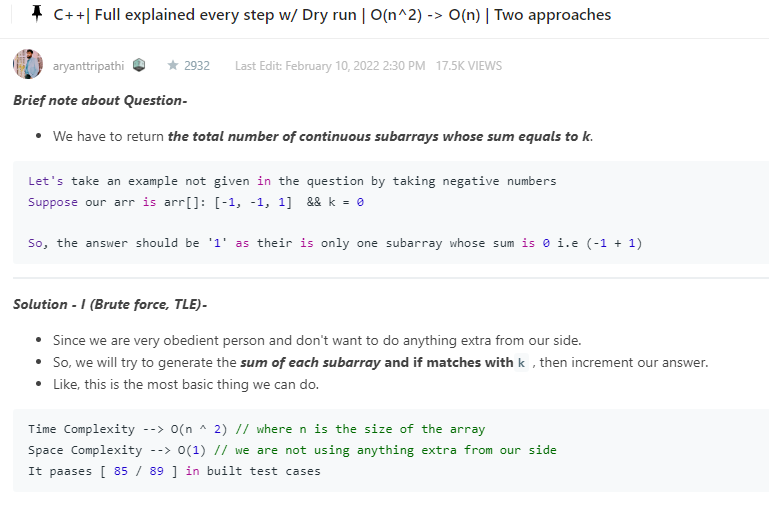 C++| Full explained every step w/ Dry run | O(n^2) -> O(n) | Two approaches
aryanttripathi 2932 Last Edit: February 10, 2022 2:30 PM 17.5K VIEWS
Brief note about Question-
• We have to return the total number of continuous subarrays whose sum equals to k.
Let's take an example not given in the question by taking negative numbers
Suppose our arr is arr[]: [-1, -1, 1]  && k = 0
So, the answer should be '1' as their is only one subarray whose sum is 0 i.e (-1 + 1)
Solution - I (Brute force, TLE)-
• Since we are very obedient person and don't want to do anything extra from our side.
• So, we will try to generate the sum of each subarray and if matches with k , then increment our answer.
• Like, this is the most basic thing we can do.
Time Complexity --> O(n ^ 2) // where n is the size of the array
Space Complexity --> O(1) // we are not using anything extra from our side
It paases [ 85 / 89 ] in built test cases